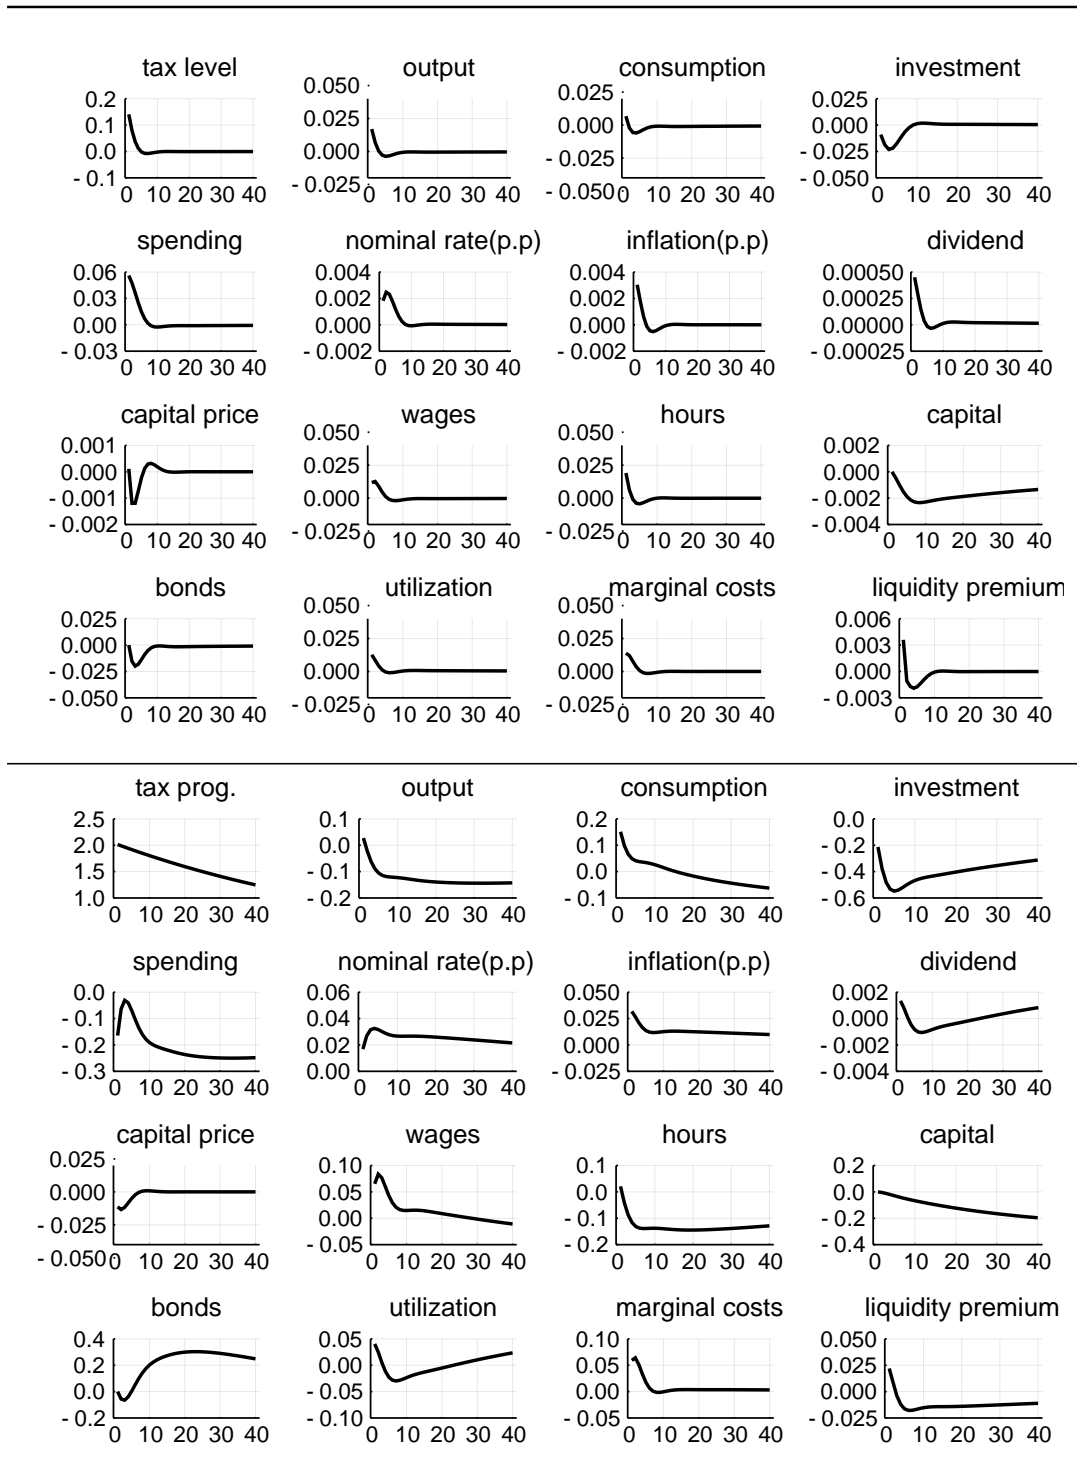 tax level
0.2
0.1
0.0
- 0.1
0 10 20 30 40
output
0.050
0.025
0.000
- 0.025
0 10 20 30 40
consumption
0.025
0.000
- 0.025
- 0.050
0 10 20 30 40
investment
0.025
0.000
- 0.025
- 0.050
0 10 20 30 40
spending
0.06
0.03
0.00
- 0.03
0 10 20 30 40
nominal rate(p.p)
0.004
0.002
0.000
- 0.002
0 10 20 30 40
inflation(p.p)
0.004
0.002
0.000
- 0.002
0 10 20 30 40
dividend
0.00050
0.00025
0.00000
- 0.00025
0 10 20 30 40
capital price
0.001
0.000
- 0.001
- 0.002
0 10 20 30 40
wages
0.050
0.025
0.000
- 0.025
0 10 20 30 40
hours
0.050
0.025
0.000
- 0.025
0 10 20 30 40
capital
0.002
0.000
- 0.002
- 0.004
0 10 20 30 40
bonds
0.025
0.000
- 0.025
- 0.050
0 10 20 30 40
utilization
0.050
0.025
0.000
- 0.025
0 10 20 30 40
marginal costs
0.050
0.025
0.000
- 0.025
0 10 20 30 40
liquidity premium
0.006
0.003
0.000
- 0.003
0 10 20 30 40
tax prog.
2.5
2.0
1.5
1.0
0 10 20 30 40
output
0.1
0.0
- 0.1
- 0.2
0 10 20 30 40
consumption
0.2
0.1
0.0
- 0.1
0 10 20 30 40
investment
0.0
- 0.2
- 0.4
- 0.6
0 10 20 30 40
spending
0.0
- 0.1
- 0.2
- 0.3
0 10 20 30 40
nominal rate(p.p)
0.06
0.04
0.02
0.00
0 10 20 30 40
inflation(p.p)
0.050
0.025
0.000
- 0.025
0 10 20 30 40
dividend
0.002
0.000
- 0.002
- 0.004
0 10 20 30 40
capital price
0.025
0.000
- 0.025
- 0.050
0 10 20 30 40
wages
0.10
0.05
0.00
- 0.05
0 10 20 30 40
hours
0.1
0.0
- 0.1
- 0.2
0 10 20 30 40
capital
0.2
0.0
- 0.2
- 0.4
0 10 20 30 40
bonds
0.4
0.2
0.0
- 0.2
0 10 20 30 40
utilization
0.05
0.00
- 0.05
- 0.10
0 10 20 30 40
marginal costs
0.10
0.05
0.00
- 0.05
0 10 20 30 40
liquidity premium
0.050
0.025
0.000
- 0.025
0 10 20 30 40